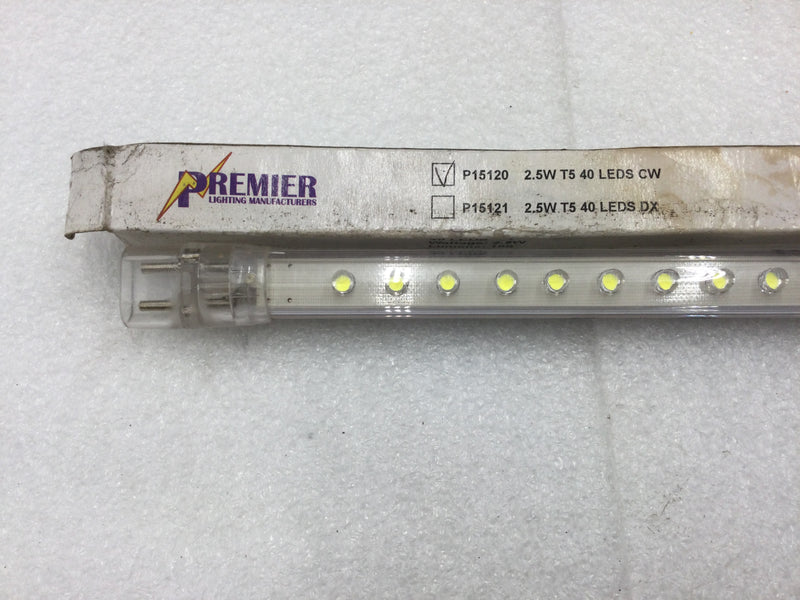 PREMIER
LIGHTING MANUFACTURERS
P15120 2.5W T5 40 LEDS CW
P15121 2.5W T5 40 LEDS DX